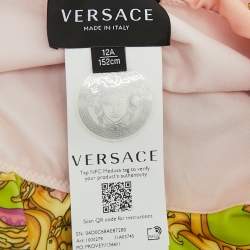 VERSACE
MADE IN ITALY
12A
152cm
VERSACE
Tap NFC Medusa tag to verify
your product's authenticity
Scan QR code for instructions